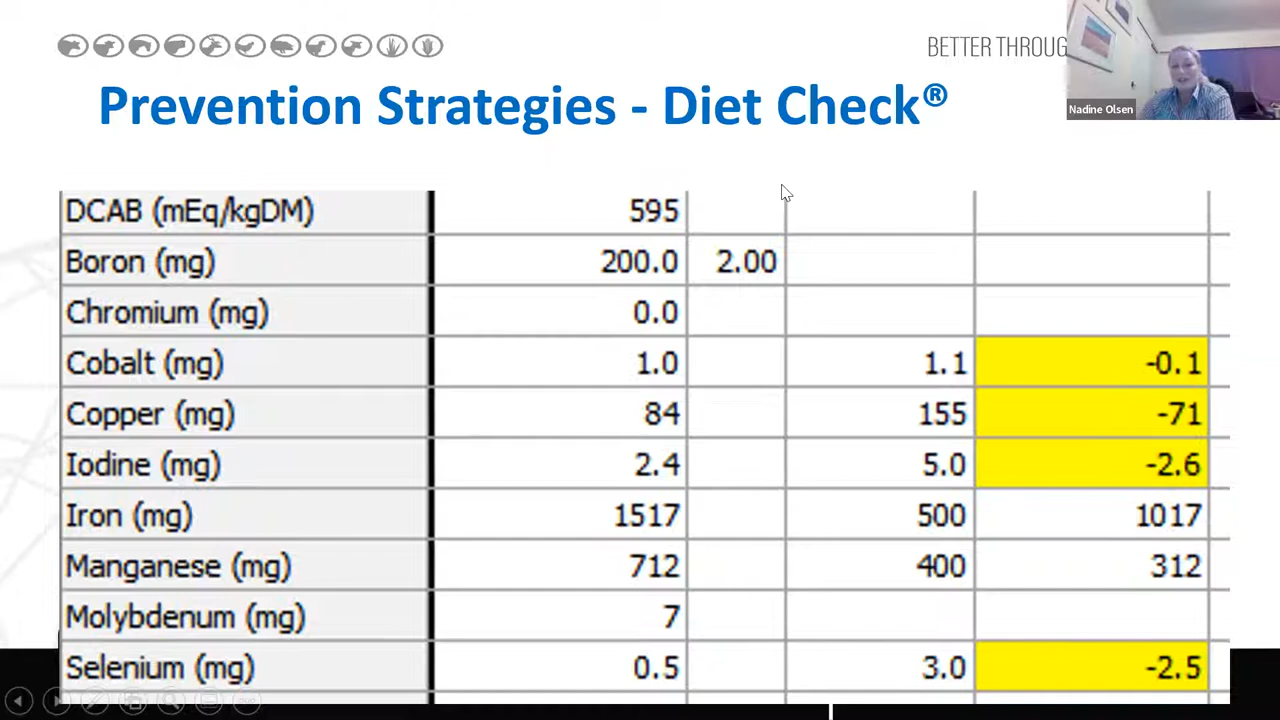 BETTER THROUG
Nadine Olsen
Prevention Strategies - Diet Check®
DCAB (mEq/kgDM) 595
Boron (mg) 200.0 2.00
Chromium (mg) 0.0
Cobalt (mg) 1.0 1.1 -0.1
Copper (mg) 84 155 -71
Iodine (mg) 2.4 5.0 -2.6
Iron (mg) 1517 500 1017
Manganese (mg) 712 400 312
Molybdenum (mg) 7
Selenium (mg) 0.5 3.0 -2.5